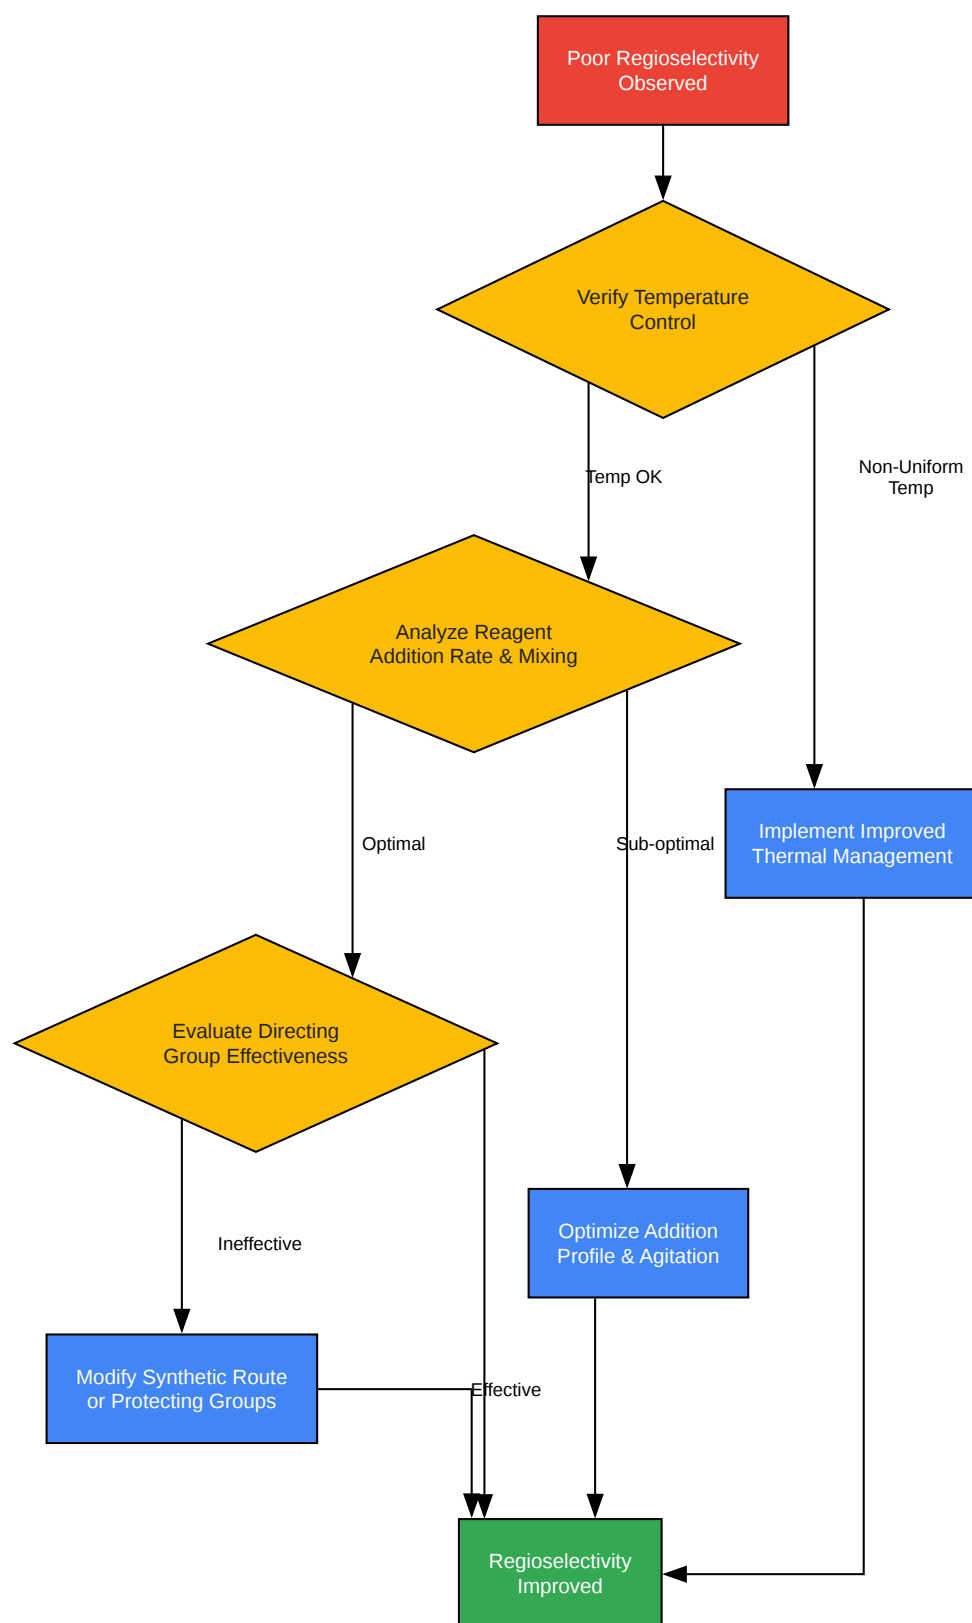 Poor Regioselectivity
Observed
Verify Temperature
Control
Temp OK
Non-Uniform
Temp
Analyze Reagent
Addition Rate & Mixing
Optimal
Sub-optimal
Implement Improved
Thermal Management
Evaluate Directing
Group Effectiveness
Ineffective
Optimize Addition
Profile & Agitation
Modify Synthetic Route
or Protecting Groups
Effective
Regioselectivity
Improved